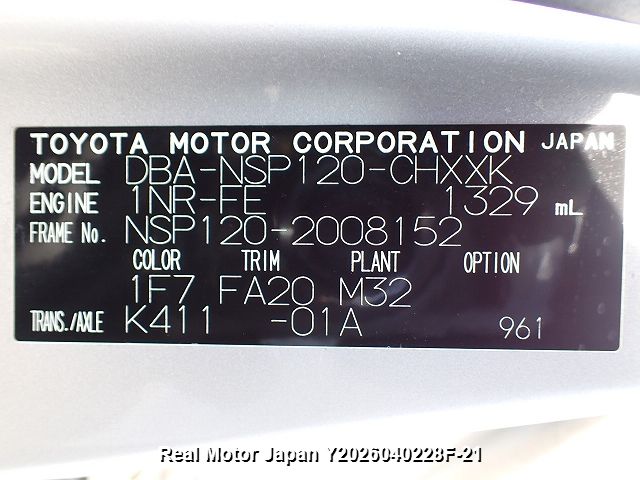 TOYOTA MOTOR CORPORATION JAPAN
MODEL DBA-NSP120-CHXXK
ENGINE 1NR-FE 1329 mL
FRAME No. NSP120-2008152
COLOR TRIM PLANT OPTION
1F7 FA20 M32
TRANS./AXLE K411 -01A 961
Real Motor Japan Y2026040228F-21